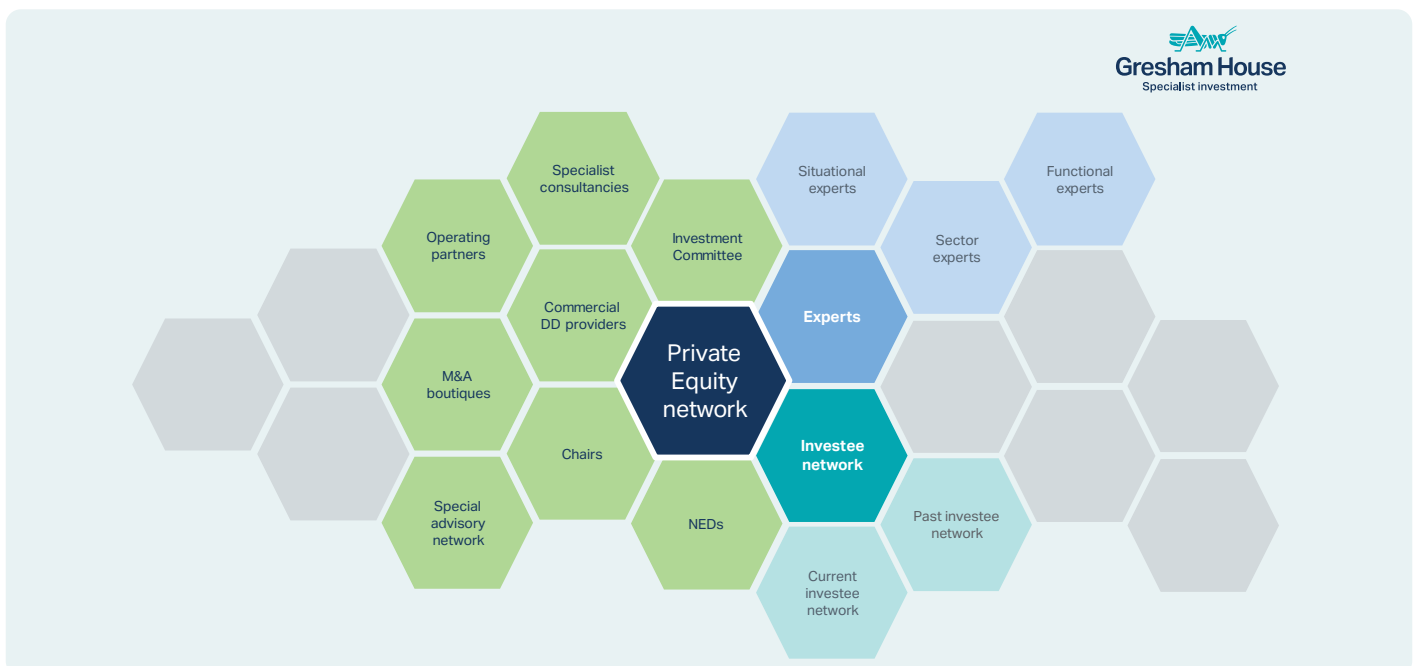 Gresham House
Specialist investment
Specialist
consultancies
Situational
experts
Functional
experts
Operating
partners
Investment
Committee
Sector
experts
Commercial
DD providers
Experts
Private
Equity
network
M&A
boutiques
Chairs
Investee
network
Special
advisory
network
NEDs
Past investee
network
Current
investee
network